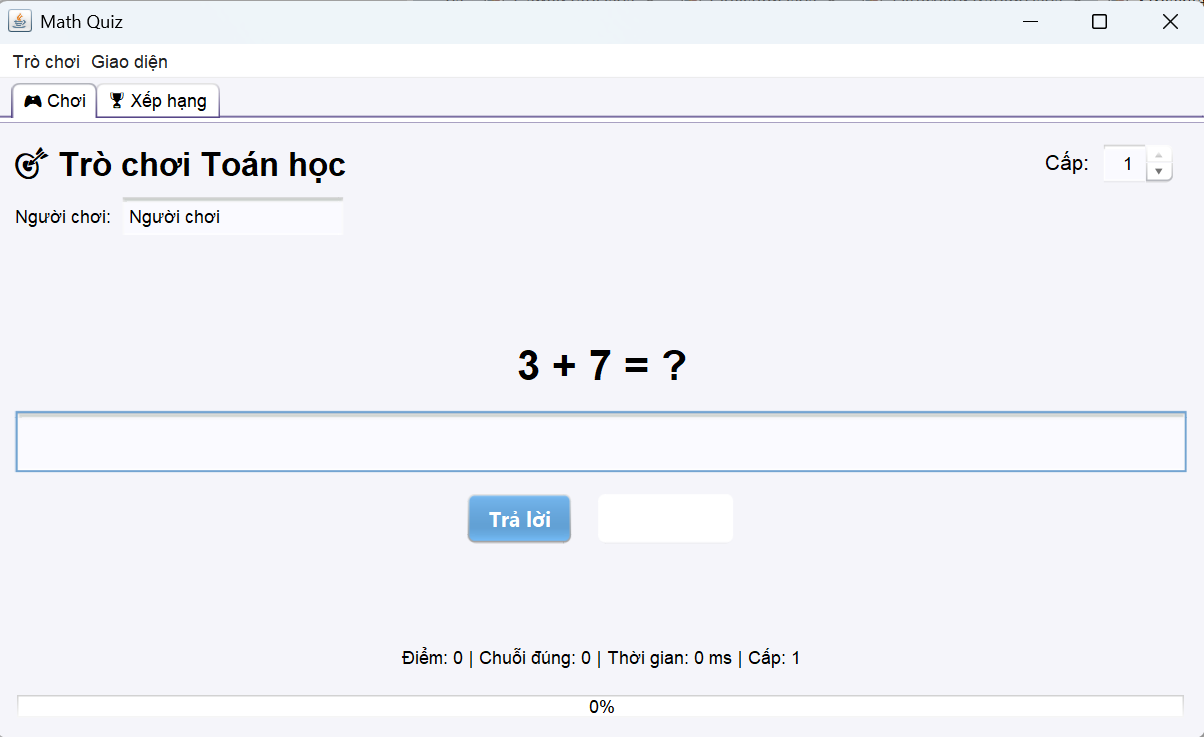 Math Quiz
Trò chơi Giao diện
Chơi Xếp hạng
Trò chơi Toán học
Cấp: 1
Người chơi: Người chơi
3 + 7 = ?
Trả lời
Điểm: 0 | Chuỗi đúng: 0 | Thời gian: 0 ms | Cấp: 1
0%